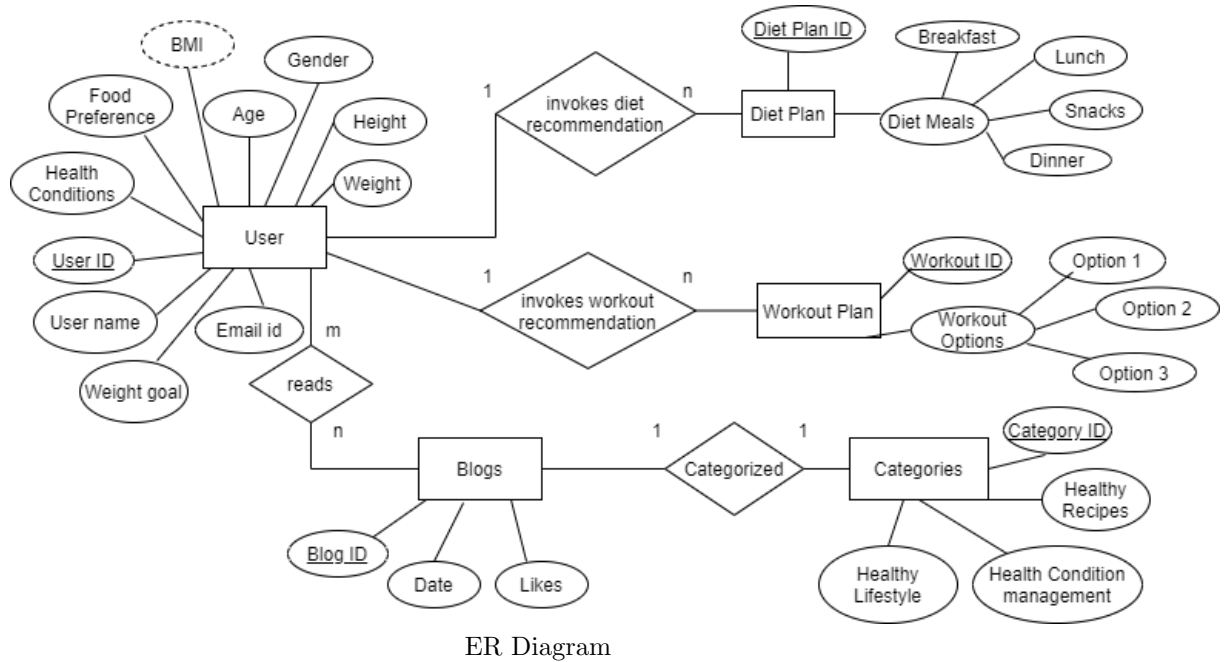 BMI
Gender
Food
Preference
Age
Height
Health
Conditions
Weight
User
User ID
User name
Email id
Weight goal
1
invokes diet
recommendation
n
Diet Plan ID
Diet Plan
Diet Meals
Breakfast
Lunch
Snacks
Dinner
1
invokes workout
recommendation
n
Workout ID
Workout Plan
Workout
Options
Option 1
Option 2
Option 3
m
reads
n
Blogs
Blog ID
Date
Likes
1
Categorized
1
Categories
Category ID
Healthy
Recipes
Healthy
Lifestyle
Health Condition
management
ER Diagram